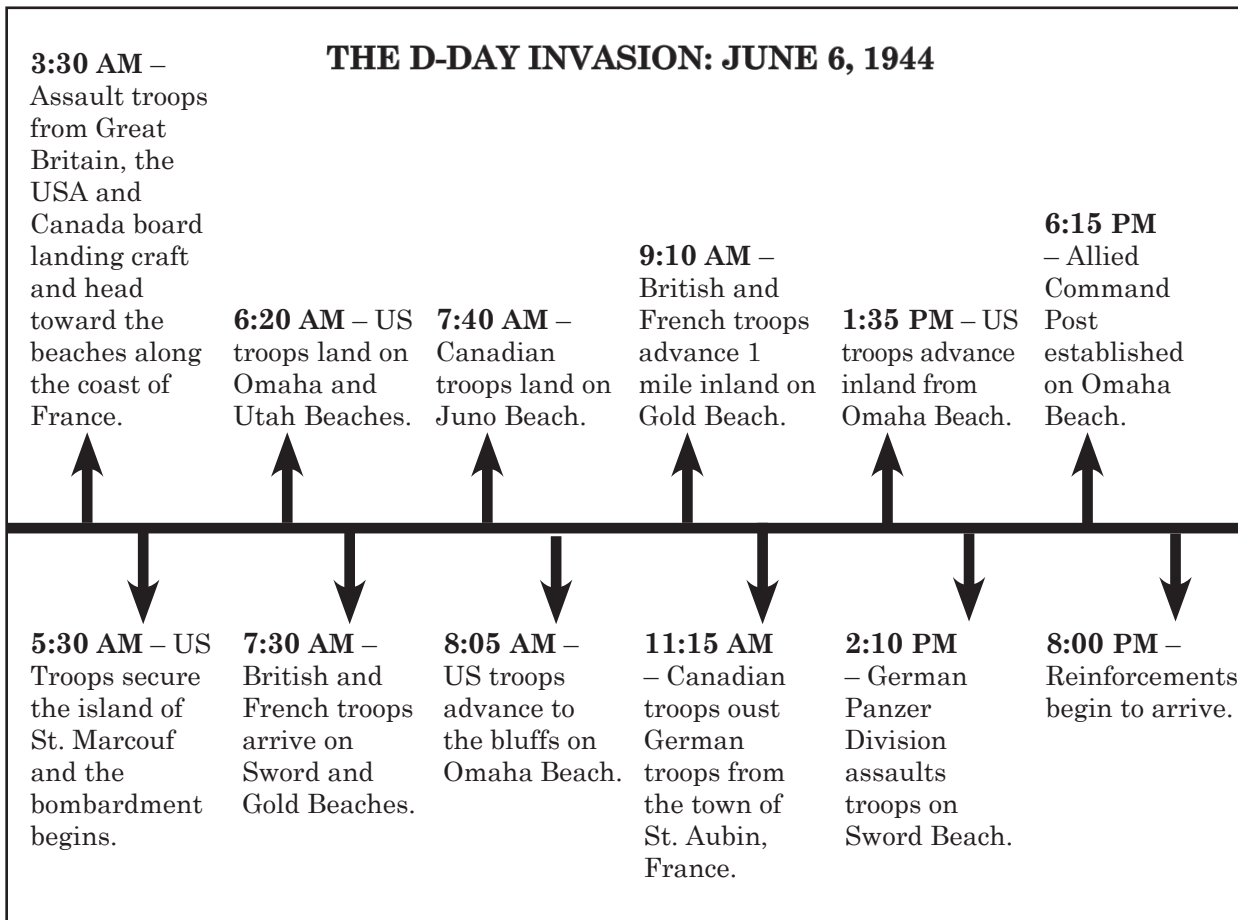 THE D-DAY INVASION: JUNE 6, 1944
3:30 AM –
Assault troops
from Great
Britain, the
USA and
Canada board
landing craft
and head
toward the
beaches along
the coast of
France.
5:30 AM – US
Troops secure
the island of
St. Marcouf
and the
bombardment
begins.
6:20 AM – US
troops land on
Omaha and
Utah Beaches.
7:30 AM –
British and
French troops
arrive on
Sword and
Gold Beaches.
7:40 AM –
Canadian
troops land on
Juno Beach.
8:05 AM –
US troops
advance to
the bluffs on
Omaha Beach.
9:10 AM –
British and
French troops
advance 1
mile inland on
Gold Beach.
11:15 AM
– Canadian
troops oust
German
troops from
the town of
St. Aubin,
France.
1:35 PM – US
troops advance
inland from
Omaha Beach.
2:10 PM
– German
Panzer
Division
assaults
troops on
Sword Beach.
6:15 PM
– Allied
Command
Post
established
on Omaha
Beach.
8:00 PM –
Reinforcements
begin to arrive.